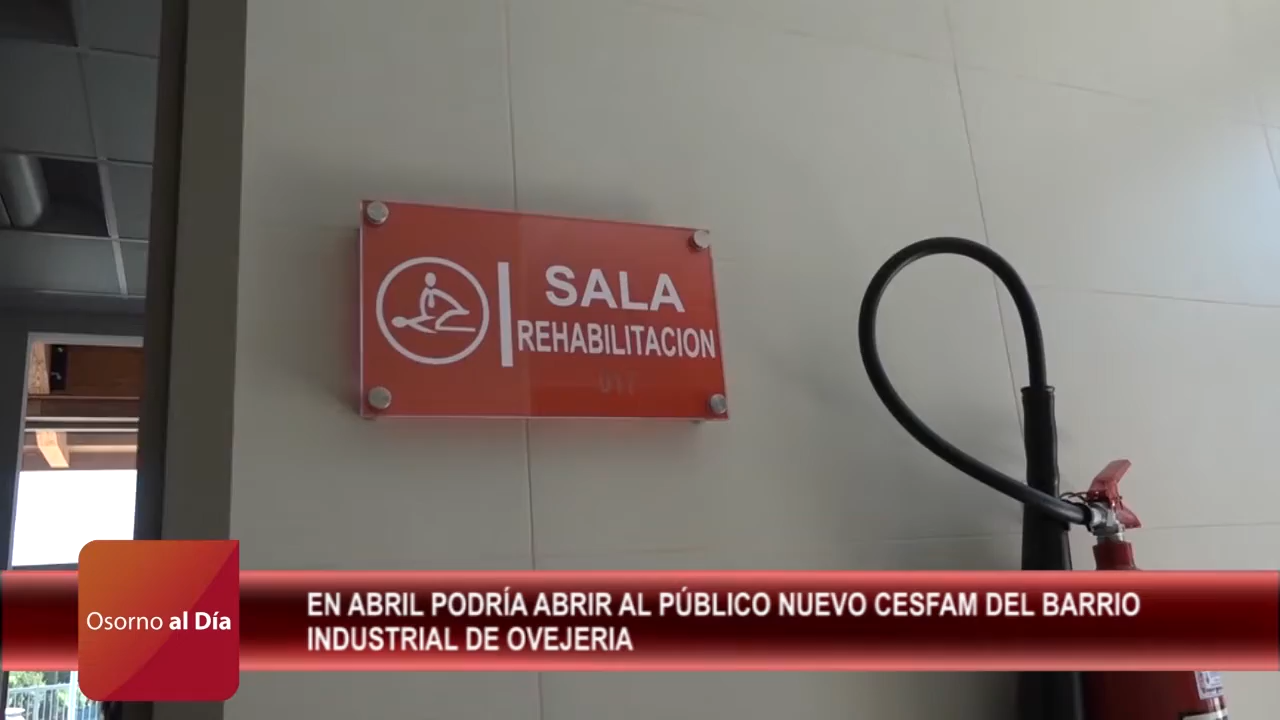 SALA
REHABILITACION
Osorno al Día
EN ABRIL PODRÍA ABRIR AL PÚBLICO NUEVO CESFAM DEL BARRIO
INDUSTRIAL DE OVEJERIA